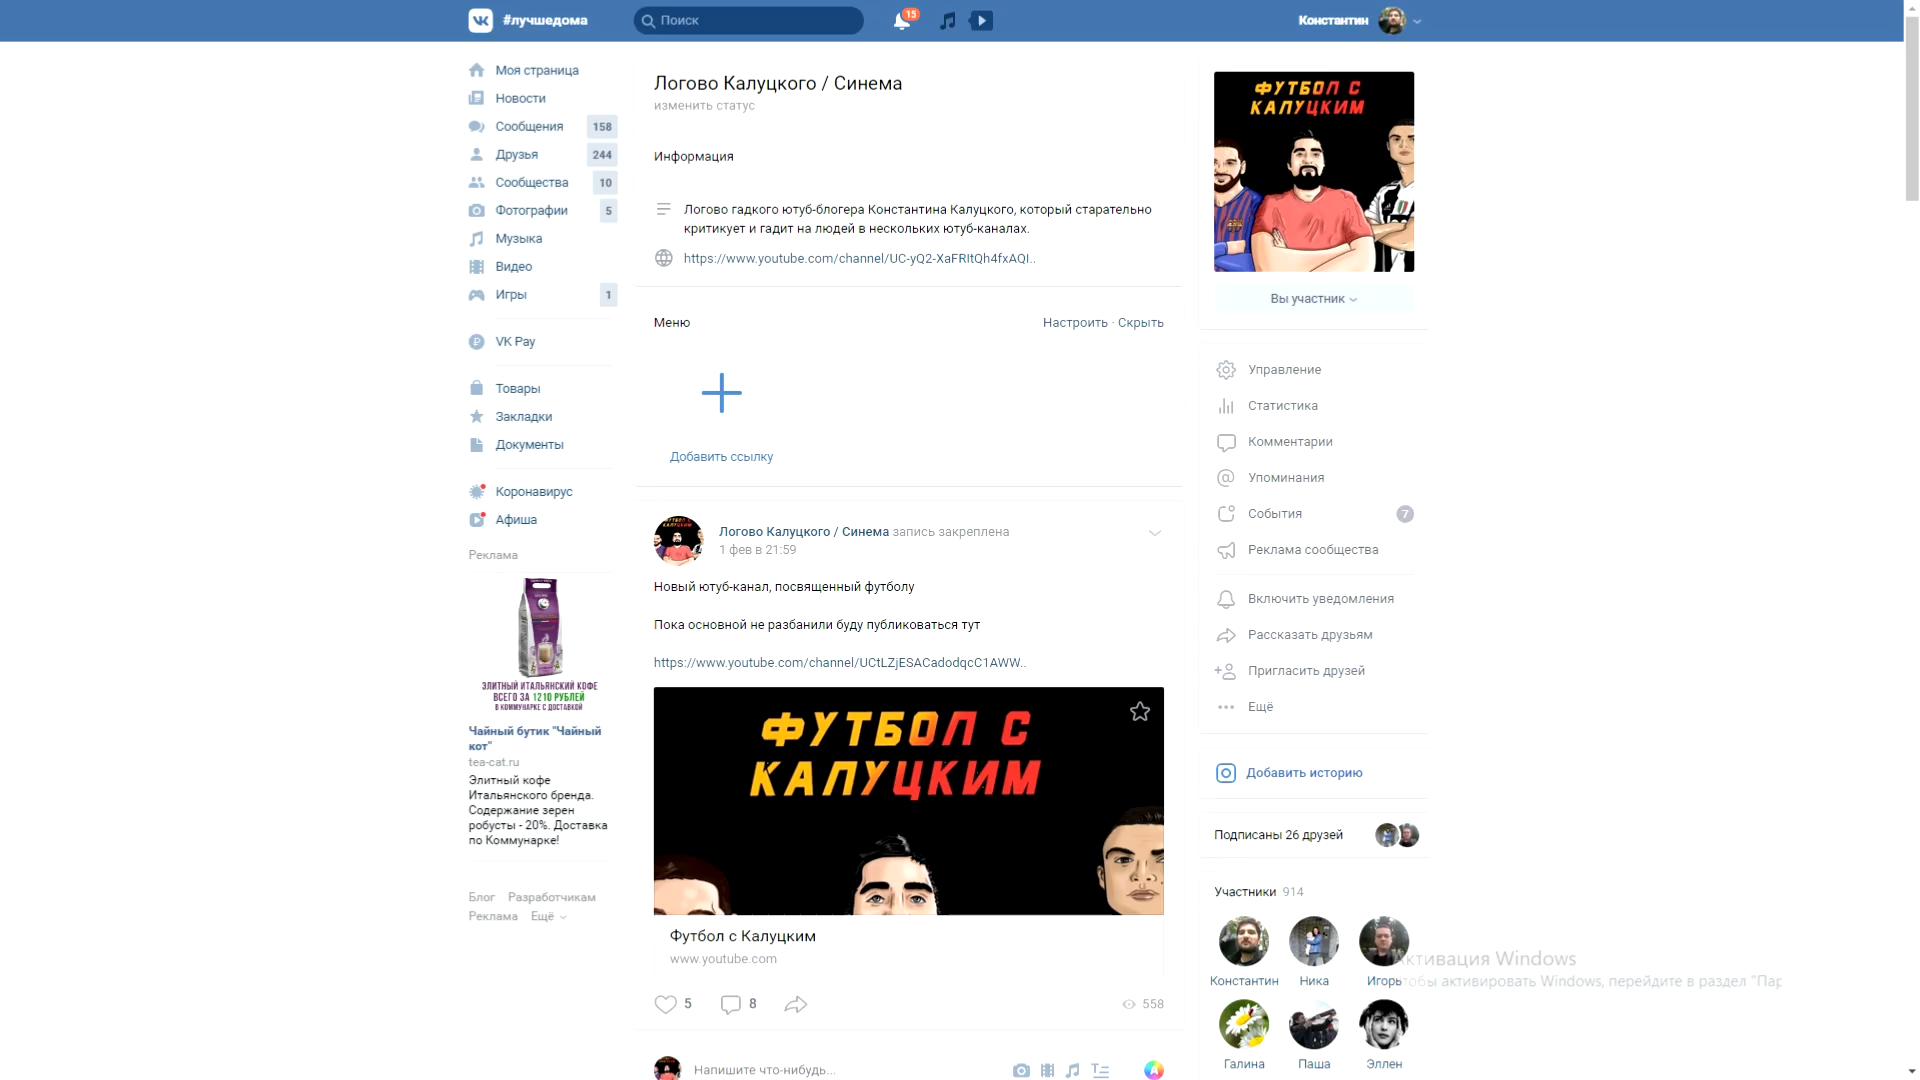 #лучшедома
Поиск
15
Константин
Моя страница
Новости
Сообщения 158
Друзья 244
Сообщества 10
Фотографии 5
Музыка
Видео
Игры 1
VK Pay
Товары
Закладки
Документы
Коронавирус
Афиша
Реклама
ЭЛИТНЫЙ ИТАЛЬЯНСКИЙ КОФЕ
ВСЕГО ЗА 1210 РУБЛЕЙ
В КОММУНАРКЕ С ДОСТАВКОЙ
Чайный бутик "Чайный
кот"
tea-cat.ru
Элитный кофе
Итальянского бренда.
Содержание зерен
робусты - 20%. Доставка
по Коммунарке!
Блог Разработчикам
Реклама Ещё
Логово Калуцкого / Синема
изменить статус
Информация
Логово гадкого ютуб-блогера Константина Калуцкого, который старательно
критикует и гадит на людей в нескольких ютуб-каналах.
https://www.youtube.com/channel/UC-yQ2-XaFRItQh4fxAQI..
Меню
Настроить · Скрыть
Добавить ссылку
Логово Калуцкого / Синема запись закреплена
1 фев в 21:59
Новый ютуб-канал, посвященный футболу
Пока основной не разбанили буду публиковаться тут
https://www.youtube.com/channel/UCtLZjESACadodqcC1AWW..
ФУТБОЛ С
КАЛУЦКИМ
Футбол с Калуцким
www.youtube.com
5 8
558
Напишите что-нибудь...
ФУТБОЛ С
КАЛУЦКИМ
Вы участник
Управление
Статистика
Комментарии
Упоминания
События 7
Реклама сообщества
Включить уведомления
Рассказать друзьям
Пригласить друзей
Ещё
Добавить историю
Подписаны 26 друзей
Участники 914
Константин Ника Игорь
Галина Паша Эллен
Активация Windows
Чтобы активировать Windows, перейдите в раздел "Пар